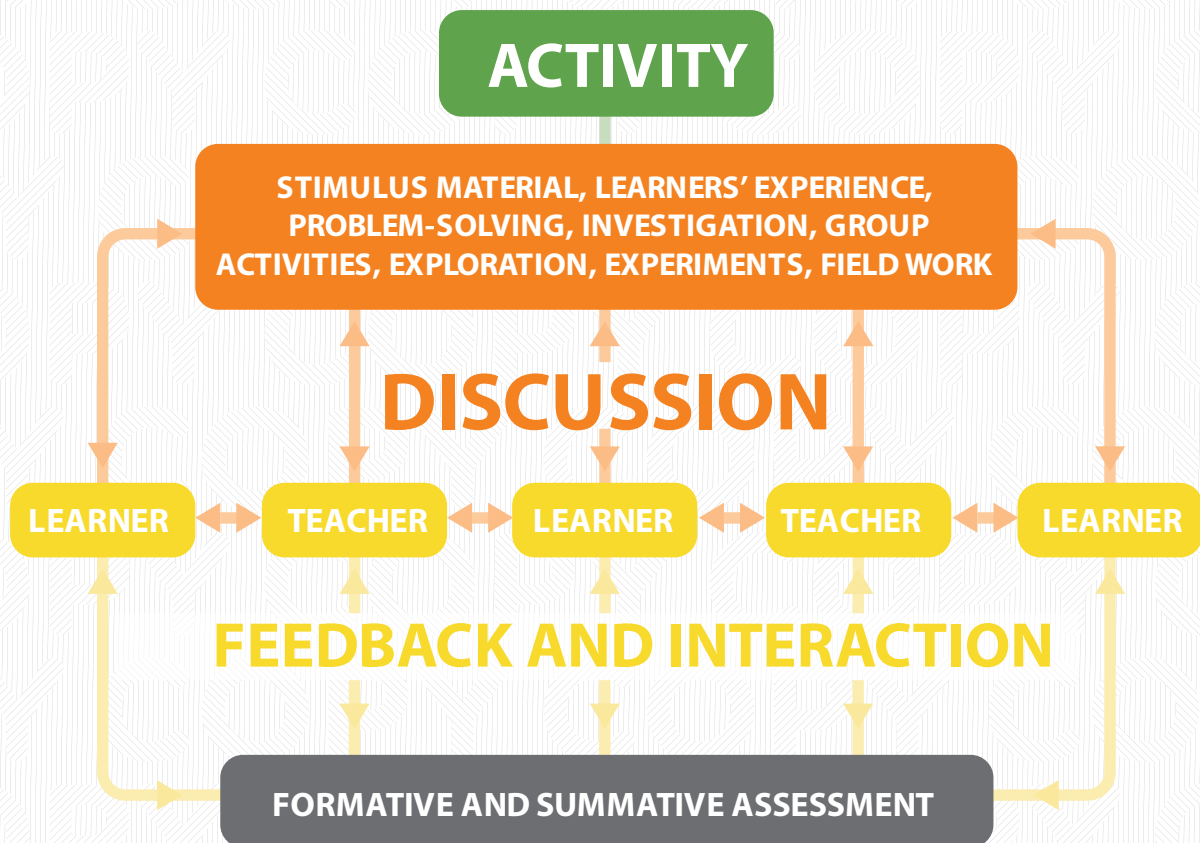 ACTIVITY
STIMULUS MATERIAL, LEARNERS’ EXPERIENCE,
PROBLEM-SOLVING, INVESTIGATION, GROUP
ACTIVITIES, EXPLORATION, EXPERIMENTS, FIELD WORK
DISCUSSION
LEARNER TEACHER LEARNER TEACHER LEARNER
FEEDBACK AND INTERACTION
FORMATIVE AND SUMMATIVE ASSESSMENT